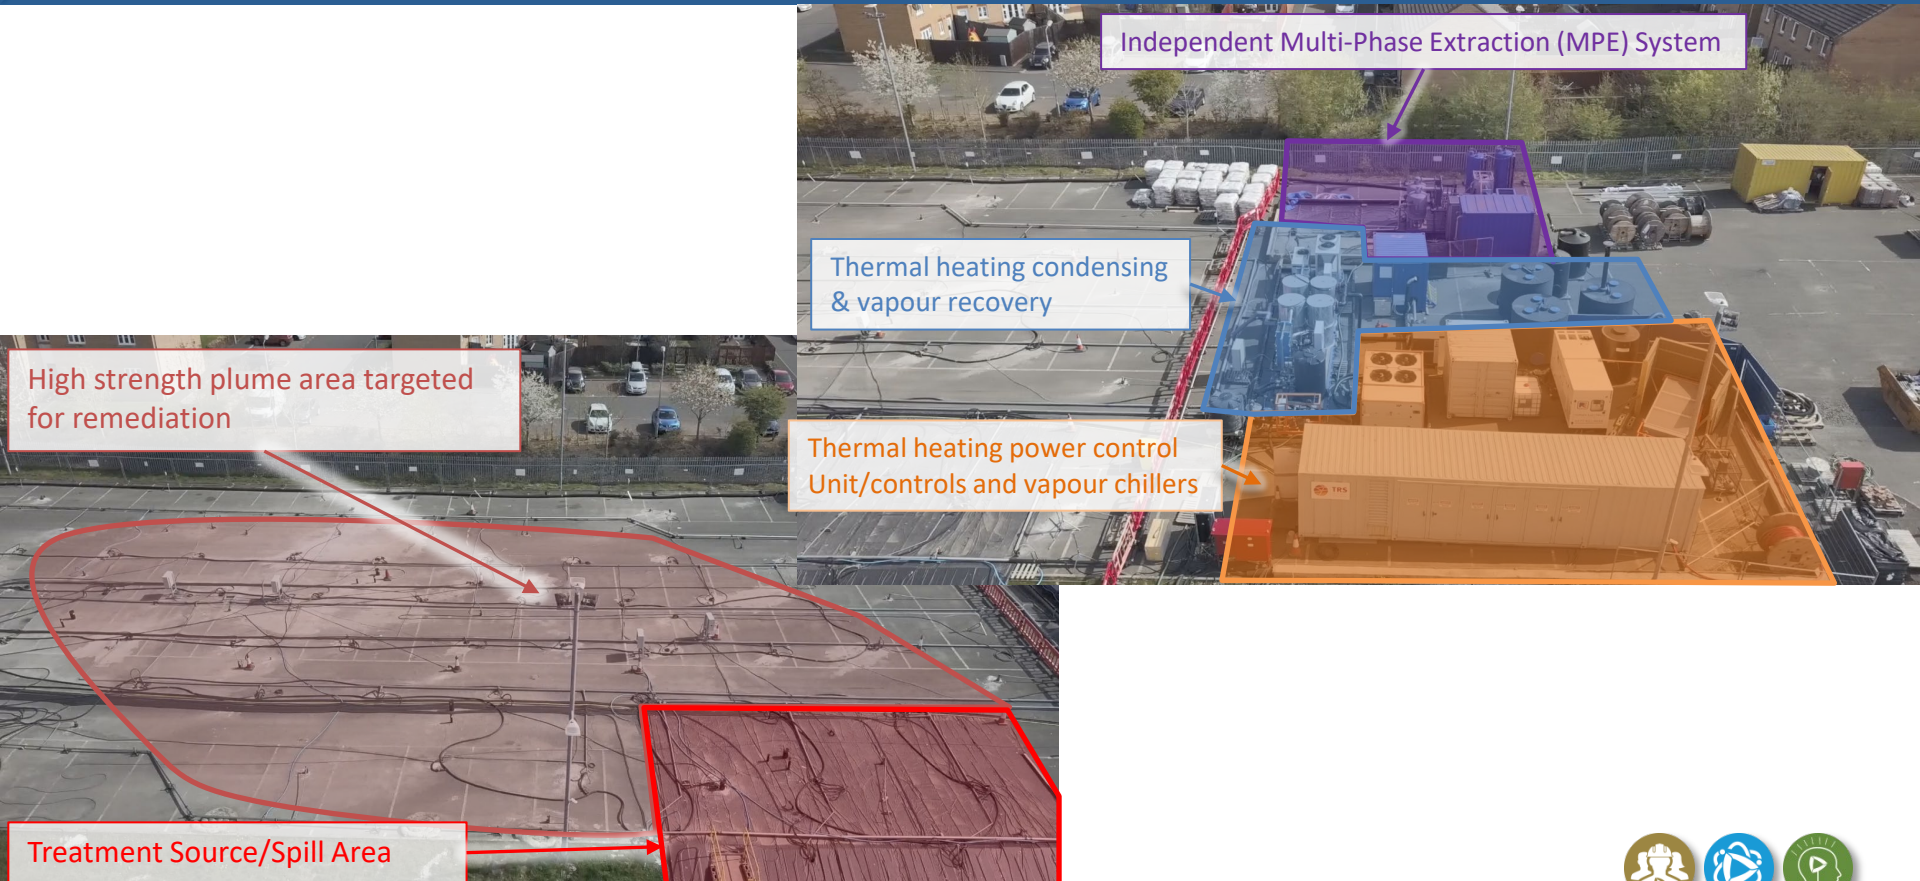 Independent Multi-Phase Extraction (MPE) System
Thermal heating condensing
& vapour recovery
High strength plume area targeted
for remediation
Thermal heating power control
Unit/controls and vapour chillers
TRS
Treatment Source/Spill Area